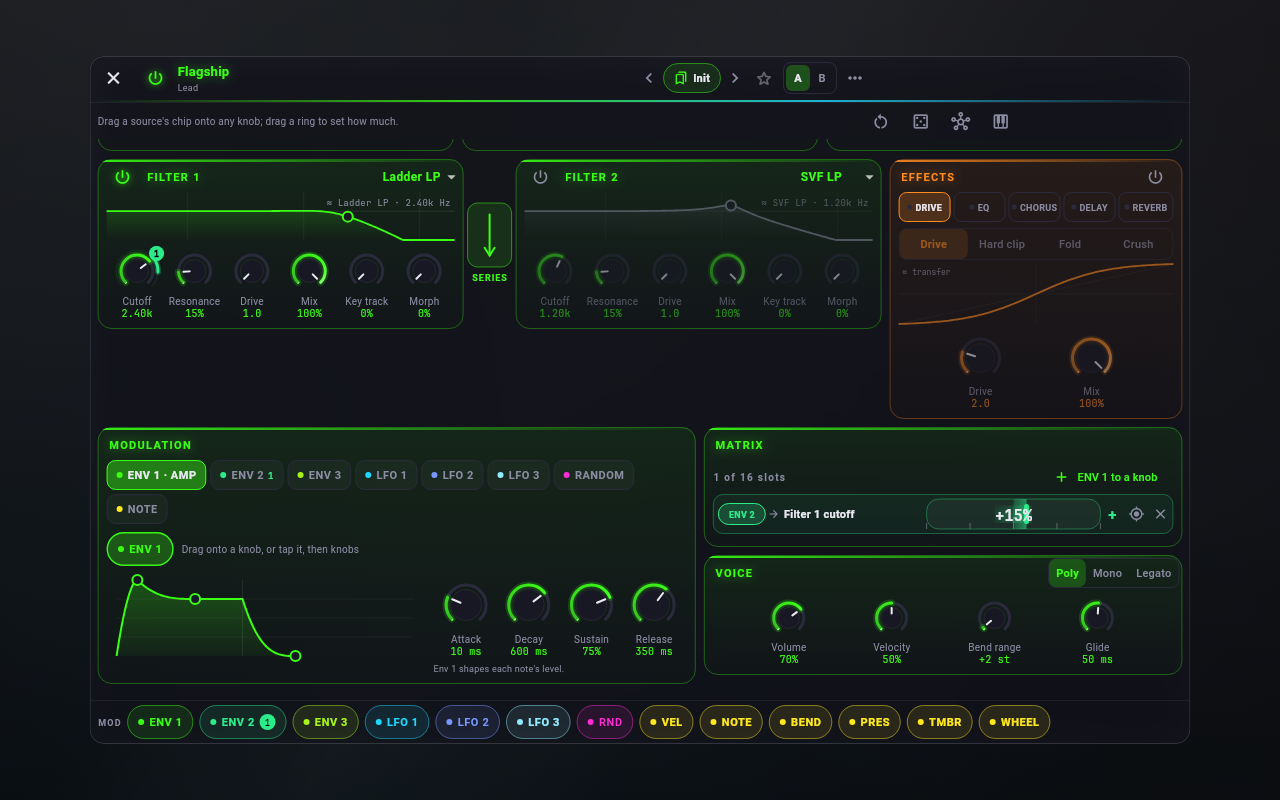 Flagship
Lead
Init
A B
Drag a source's chip onto any knob; drag a ring to set how much.
FILTER 1
Ladder LP
≈ Ladder LP · 2.40k Hz
1
Cutoff Resonance Drive Mix Key track Morph
2.40k 15% 1.0 100% 0% 0%
SERIES
FILTER 2
SVF LP
≈ SVF LP · 1.20k Hz
Cutoff Resonance Drive Mix Key track Morph
1.20k 15% 1.0 100% 0% 0%
EFFECTS
DRIVE EQ CHORUS DELAY REVERB
Drive Hard clip Fold Crush
≈ transfer
Drive Mix
2.0 100%
MODULATION
ENV 1 · AMP ENV 2 1 ENV 3 LFO 1 LFO 2 LFO 3 RANDOM
NOTE
ENV 1 Drag onto a knob, or tap it, then knobs
Attack Decay Sustain Release
10 ms 600 ms 75% 350 ms
Env 1 shapes each note's level.
MATRIX
1 of 16 slots
+ ENV 1 to a knob
ENV 2 → Filter 1 cutoff +15% +
VOICE
Poly Mono Legato
Volume Velocity Bend range Glide
70% 50% +2 st 50 ms
MOD ENV 1 ENV 2 1 ENV 3 LFO 1 LFO 2 LFO 3 RND VEL NOTE BEND PRES TMBR WHEEL